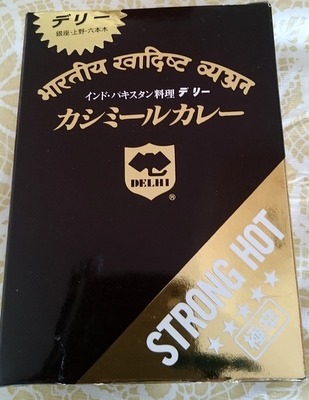 デリー
銀座・上野・六本木
भारतीय स्वादिष्ट व्यञ्जन
インド・パキスタン料理 デリー
カシミールカレー
DELHI
®
STRONG HOT
★★★★★
極辛